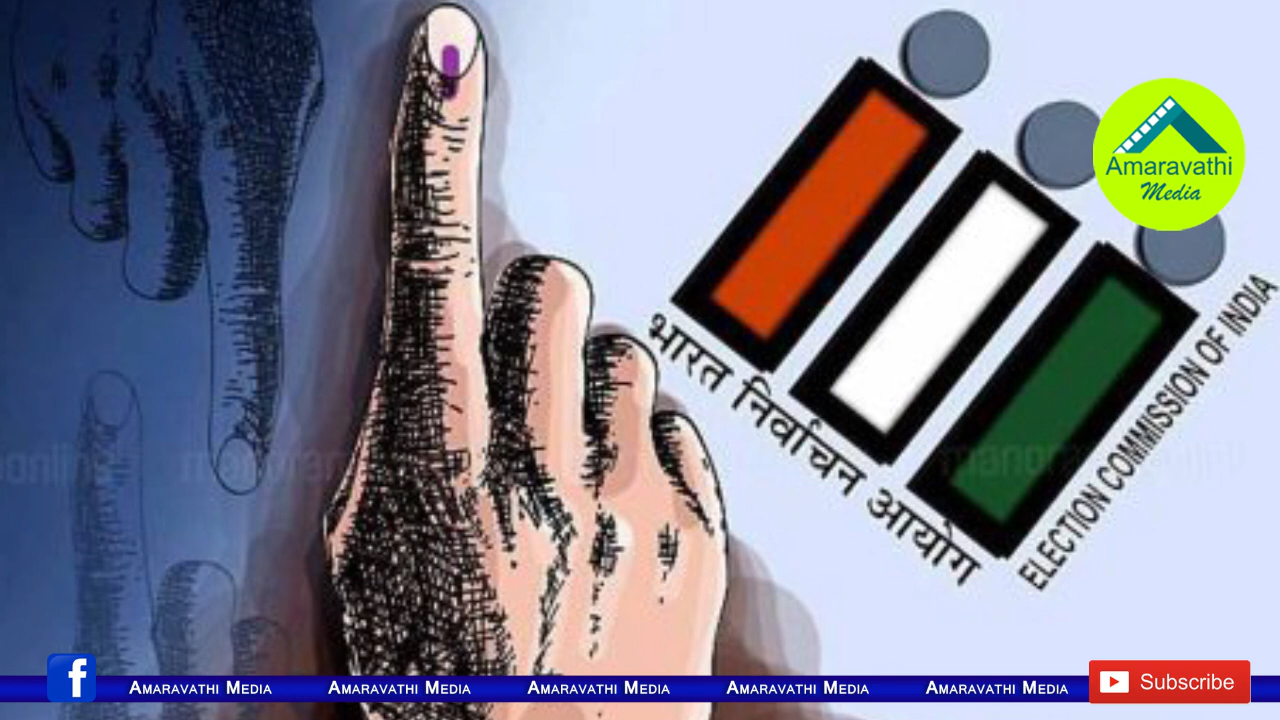 Amaravathi
Media
भारत निर्वाचन आयोग
ELECTION COMMISSION OF INDIA
f
AMARAVATHI MEDIA AMARAVATHI MEDIA AMARAVATHI MEDIA AMARAVATHI MEDIA AMARAVATHI MEDIA
Subscribe